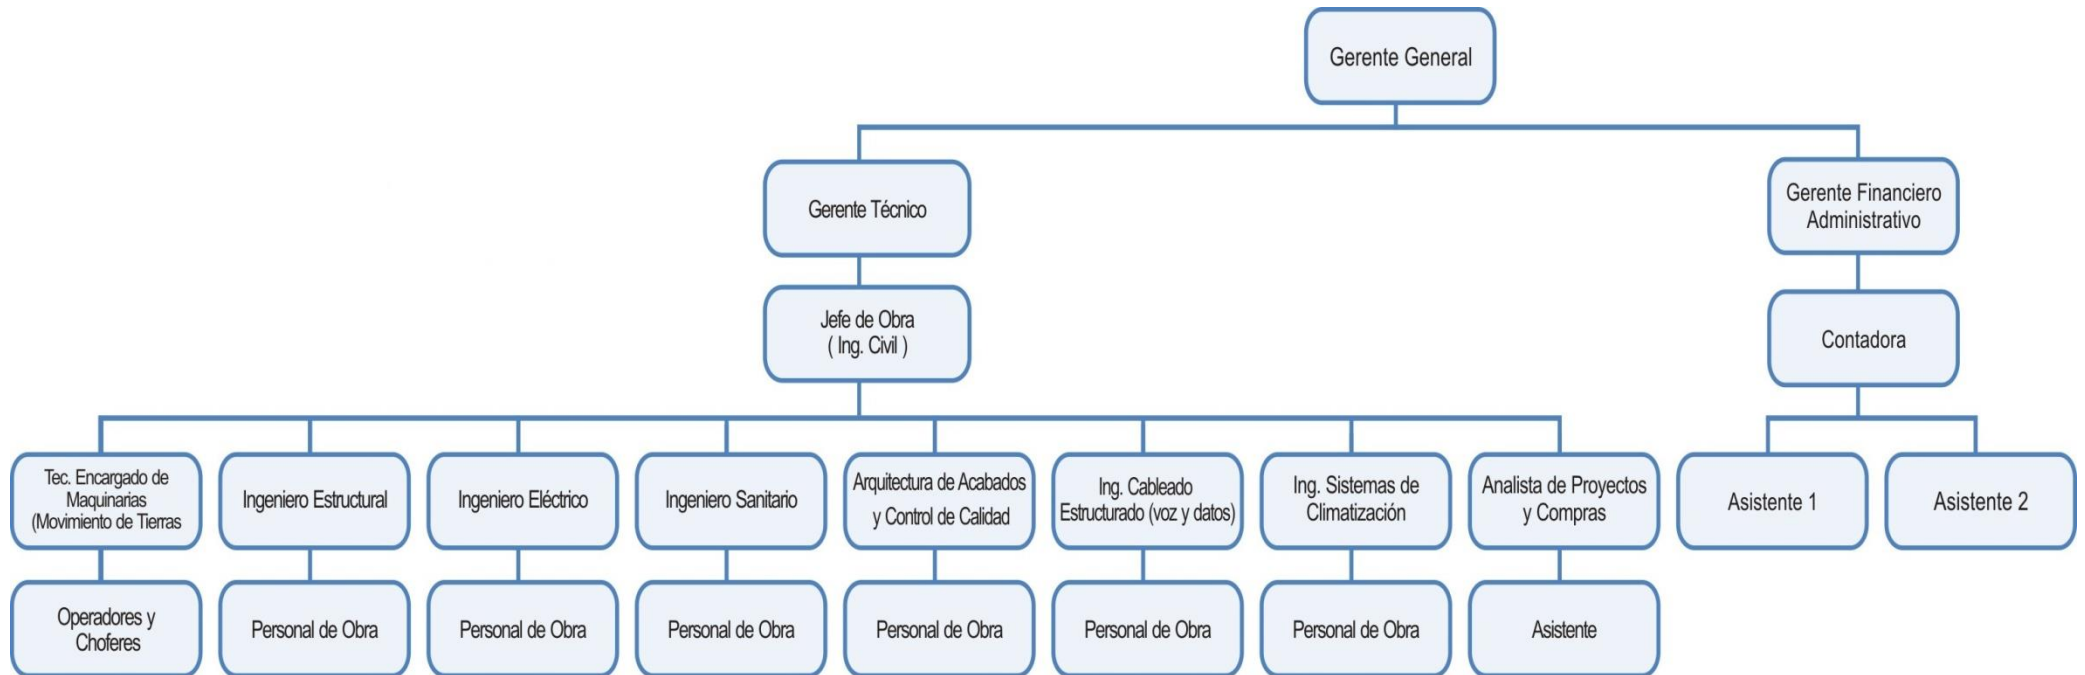 Gerente General
Gerente Técnico
Gerente Financiero
Administrativo
Jefe de Obra
( Ing. Civil )
Contadora
Tec. Encargado de
Maquinarias
(Movimiento de Tierras
Ingeniero Estructural
Ingeniero Eléctrico
Ingeniero Sanitario
Arquitectura de Acabados
y Control de Calidad
Ing. Cableado
Estructurado (voz y datos)
Ing. Sistemas de
Climatización
Analista de Proyectos
y Compras
Asistente 1
Asistente 2
Operadores y
Choferes
Personal de Obra
Personal de Obra
Personal de Obra
Personal de Obra
Personal de Obra
Personal de Obra
Asistente